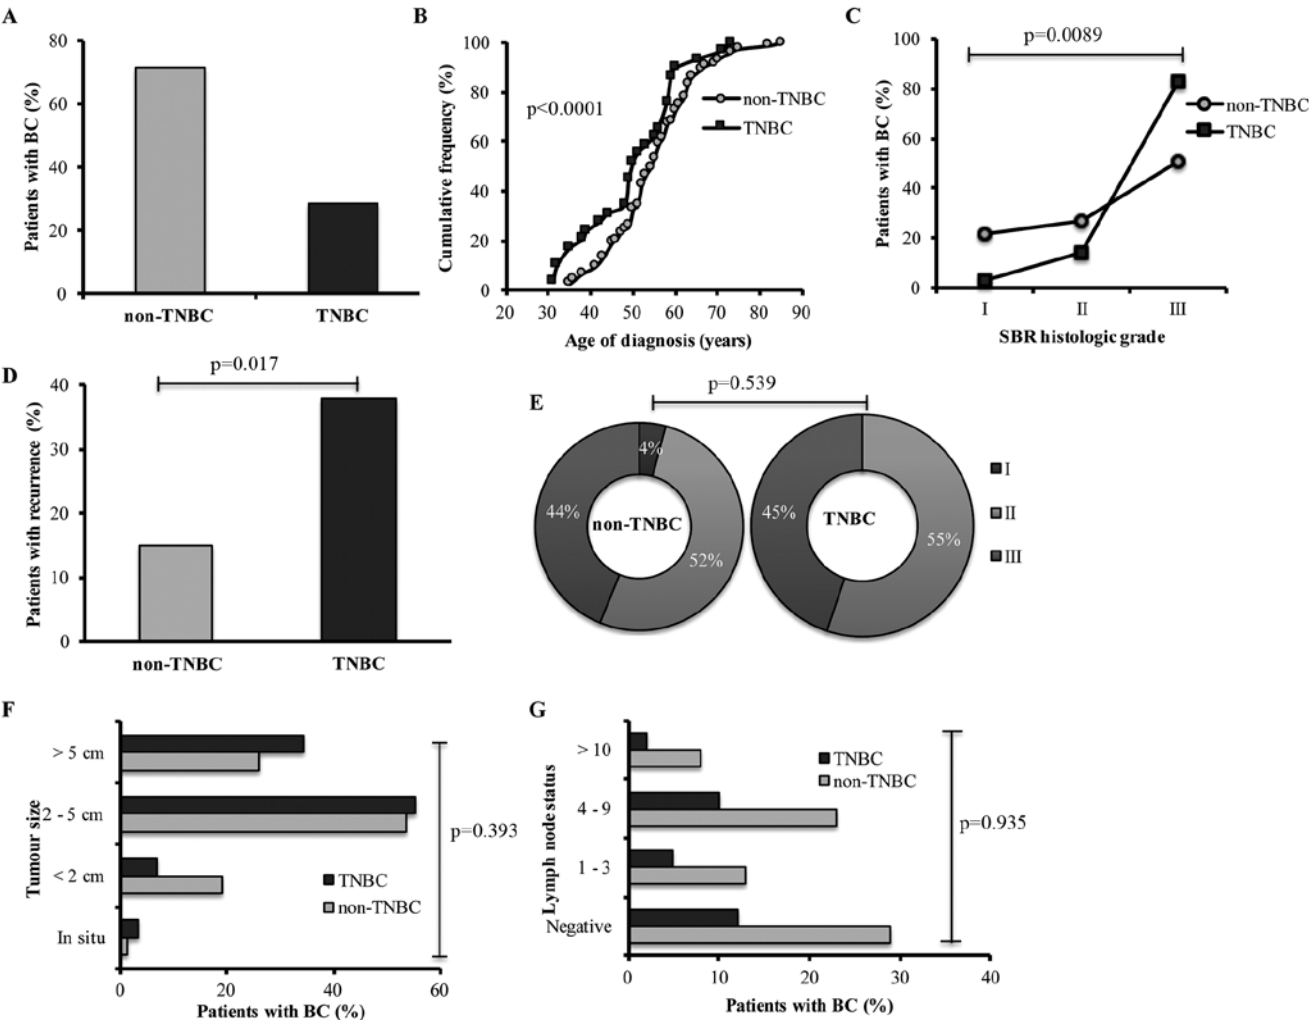 A
80
60
40
20
0
Patients with BC (%)
non-TNBC
TNBC
B
100
80
60
40
20
0
Cumulative frequency (%)
p<0.0001
non-TNBC
TNBC
20 30 40 50 60 70 80 90
Age of diagnosis (years)
C
100
80
60
40
20
0
Patients with BC (%)
p=0.0089
non-TNBC
TNBC
I II III
SBR histologic grade
D
40
30
20
10
0
Patients with recurrence (%)
p=0.017
non-TNBC
TNBC
E
p=0.539
4%
44%
non-TNBC
52%
45%
TNBC
55%
I
II
III
F
Tumour size
> 5 cm
2 - 5 cm
< 2 cm
In situ
TNBC
non-TNBC
p=0.393
0 20 40 60
Patients with BC (%)
G
Lymph node status
> 10
4 - 9
1 - 3
Negative
TNBC
non-TNBC
p=0.935
0 10 20 30 40
Patients with BC (%)